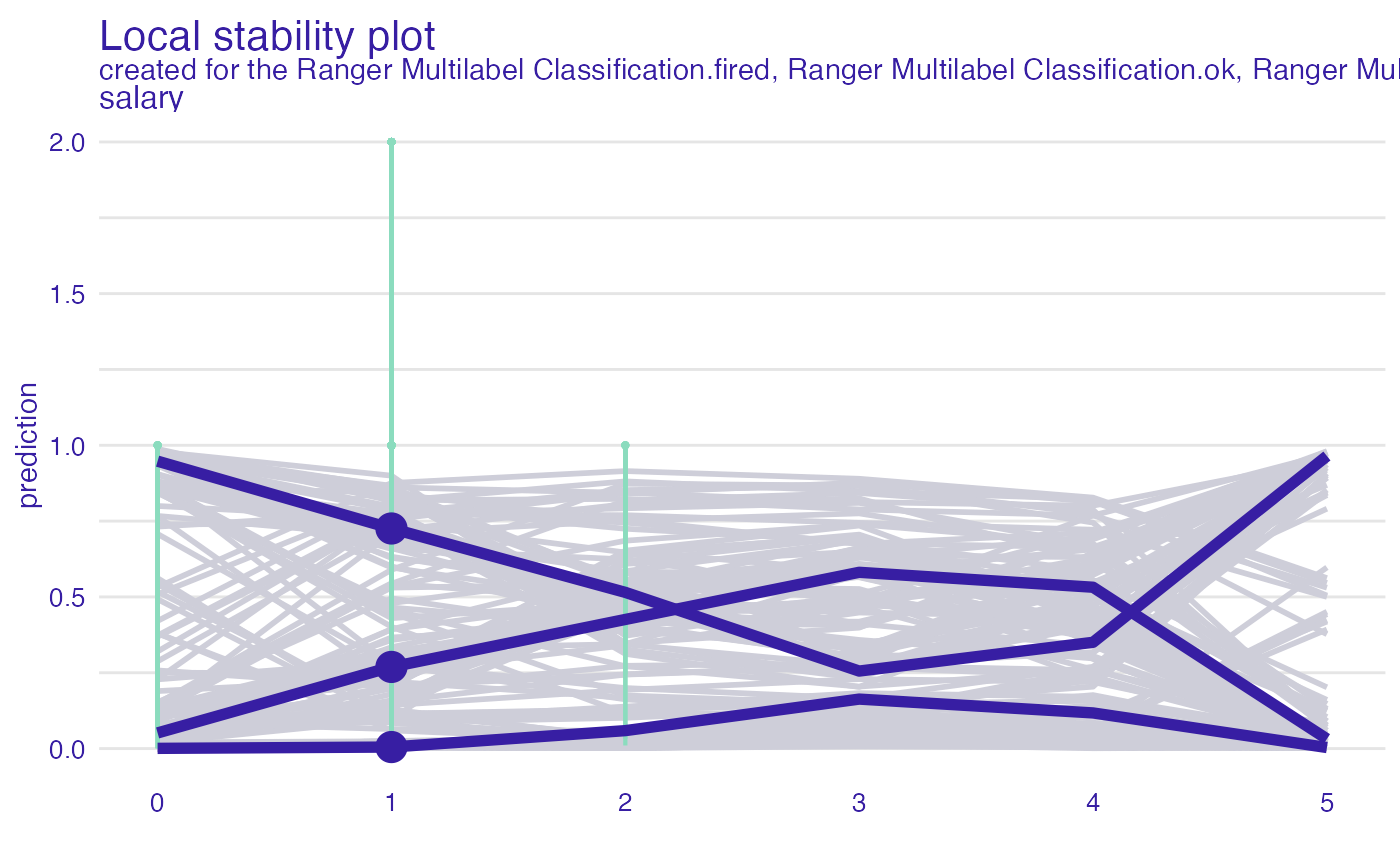 Local stability plot
created for the Ranger Multilabel Classification.fired, Ranger Multilabel Classification.ok, Ranger Mul
salary
2.0
1.5
1.0
0.5
0.0
prediction
0 1 2 3 4 5